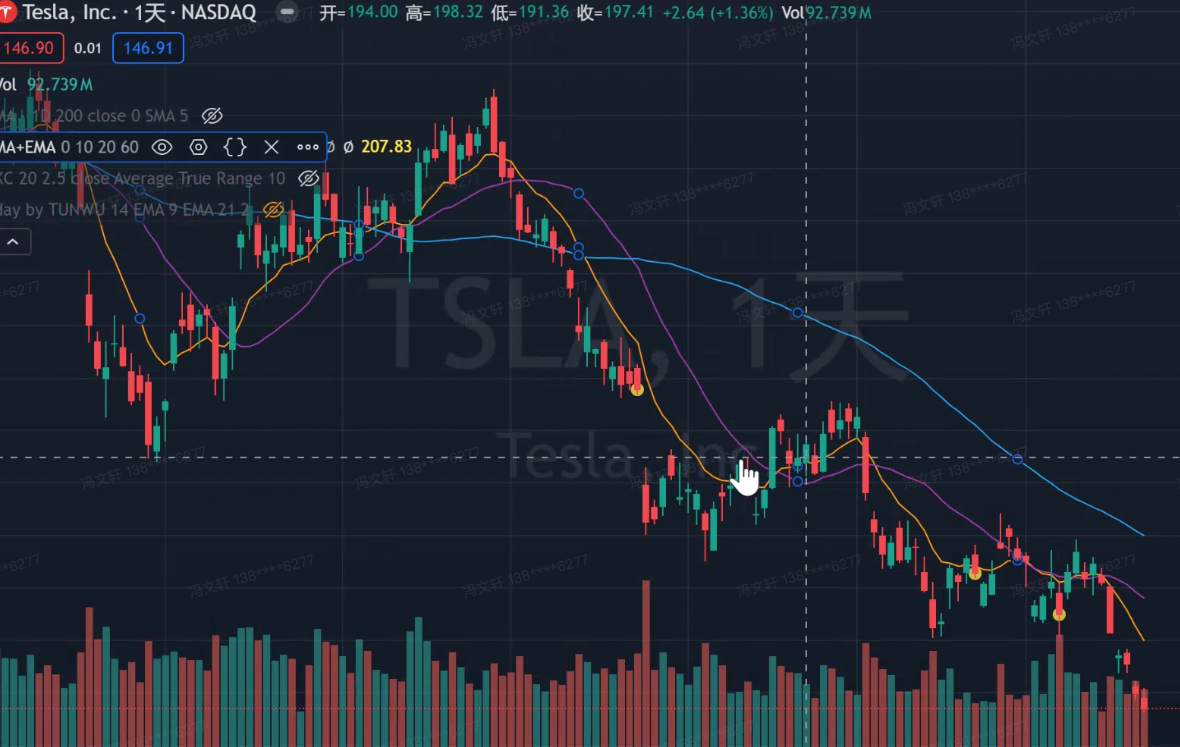 Tesla, Inc. · 1天 · NASDAQ 开=194.00 高=198.32 低=191.36 收=197.41 +2.64 (+1.36%) Vol 92.739M
146.90 0.01 146.91
Vol 92.739M
1D 200 close 0 SMA 5
MA+EMA 0 10 20 60 ø ø 207.83
KC 20 2.5 close Average True Range 10
day by TUNWU 14 EMA 9 EMA 21 2
TSLA, 1天
Tesla, Inc
冯文轩 138****6277